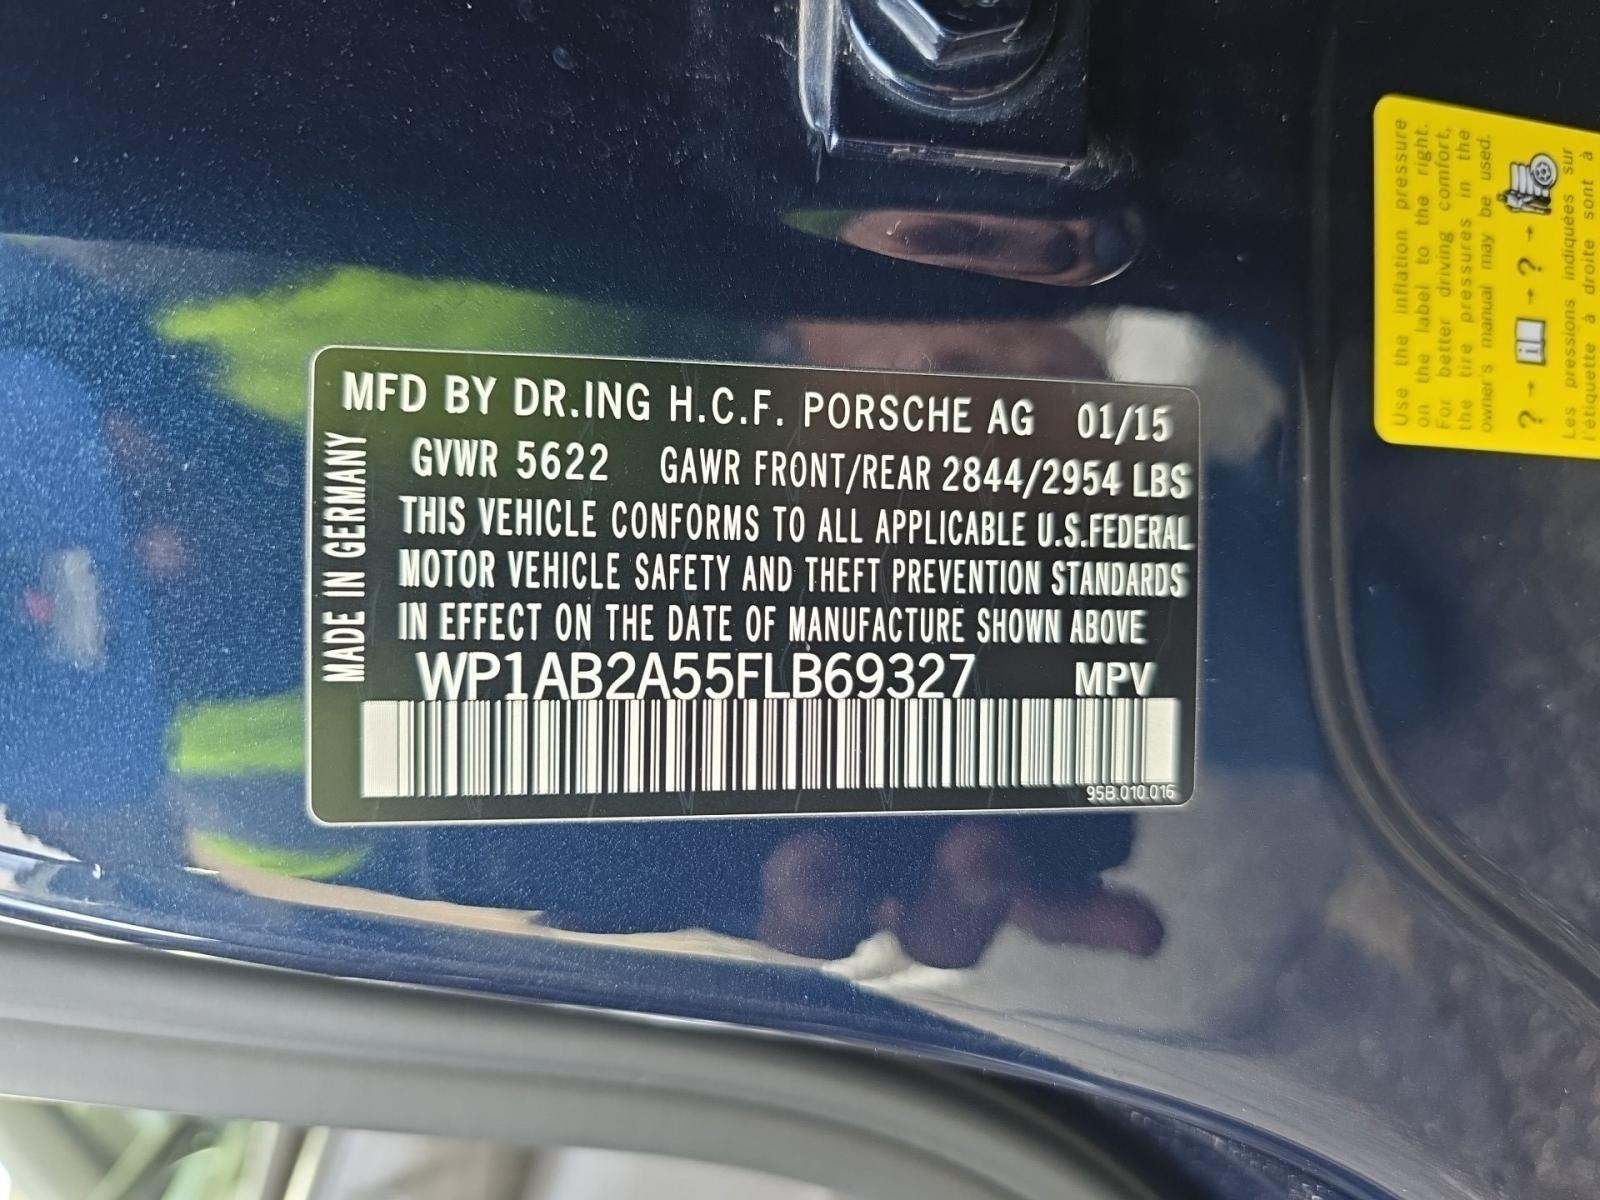 MFD BY DR.ING H.C.F. PORSCHE AG 01/15
GVWR 5622 GAWR FRONT/REAR 2844/2954 LBS
THIS VEHICLE CONFORMS TO ALL APPLICABLE U.S.FEDERAL
MOTOR VEHICLE SAFETY AND THEFT PREVENTION STANDARDS
IN EFFECT ON THE DATE OF MANUFACTURE SHOWN ABOVE
WP1AB2A55FLB69327 MPV
95B.010.016
MADE IN GERMANY
Use the inflation pressure
on the label to the right.
For better driving comfort,
the tire pressures in the
owner's manual may be used.
? → i → ? →
Les pressions indiquées sur
l'étiquette à droite sont à